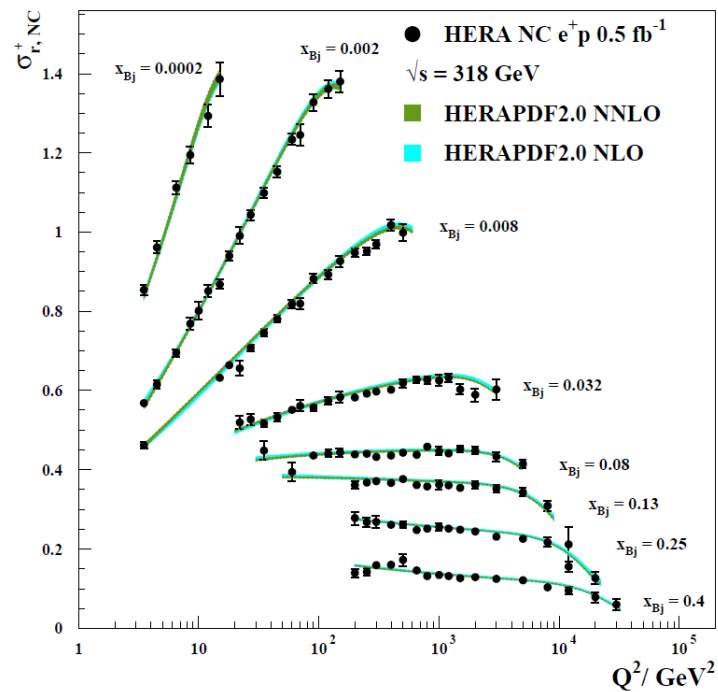 σ⁺r, NC
HERA NC e⁺p 0.5 fb⁻¹
√s = 318 GeV
HERAPDF2.0 NNLO
HERAPDF2.0 NLO
xBj = 0.0002
xBj = 0.002
xBj = 0.008
xBj = 0.032
xBj = 0.08
xBj = 0.13
xBj = 0.25
xBj = 0.4
1.4
1.2
1
0.8
0.6
0.4
0.2
0
1 10 10² 10³ 10⁴ 10⁵
Q²/ GeV²